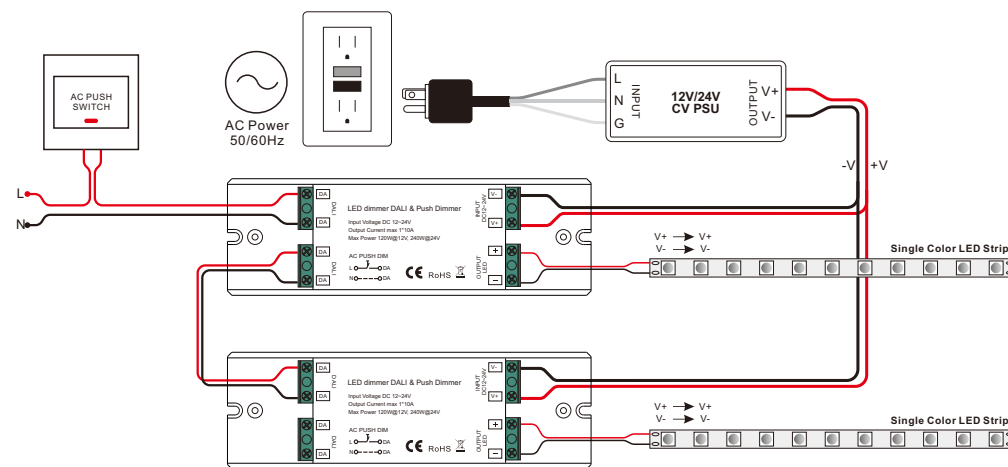 AC PUSH
SWITCH
AC Power
50/60Hz
L
N
G
INPUT
12V/24V
CV PSU
OUTPUT
V+
V-
-V
+V
L
N
DA
DALI
DA
LED dimmer DALI & Push Dimmer
Input Voltage DC 12~24V
Output Current max 1*10A
Max Power 120W@12V, 240W@24V
V-
INPUT
DC12~24V
V+
DA
DALI
DA
AC PUSH DIM
L DA
N DA
CE RoHS
OUTPUT
LED
+
−
V+ V+
V- V-
Single Color LED Strip
DA
DALI
DA
LED dimmer DALI & Push Dimmer
Input Voltage DC 12~24V
Output Current max 1*10A
Max Power 120W@12V, 240W@24V
V-
INPUT
DC12~24V
V+
DA
DALI
DA
AC PUSH DIM
L DA
N DA
CE RoHS
OUTPUT
LED
+
−
V+ V+
V- V-
Single Color LED Strip